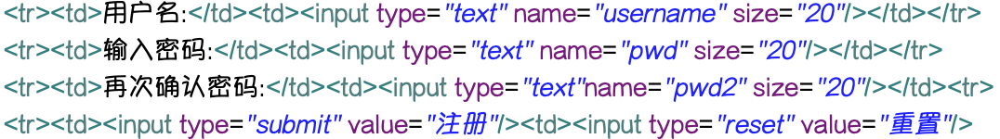 <tr><td>用户名:</td><td><input type="text" name="username" size="20"/></td></tr>
<tr><td>输入密码:</td><td><input type="text" name="pwd" size="20"/></td></tr>
<tr><td>再次确认密码:</td><td><input type="text"name="pwd2" size="20"/></td><tr>
<tr><td><input type="submit" value="注册"/><td><input type="reset" value="重置"/>